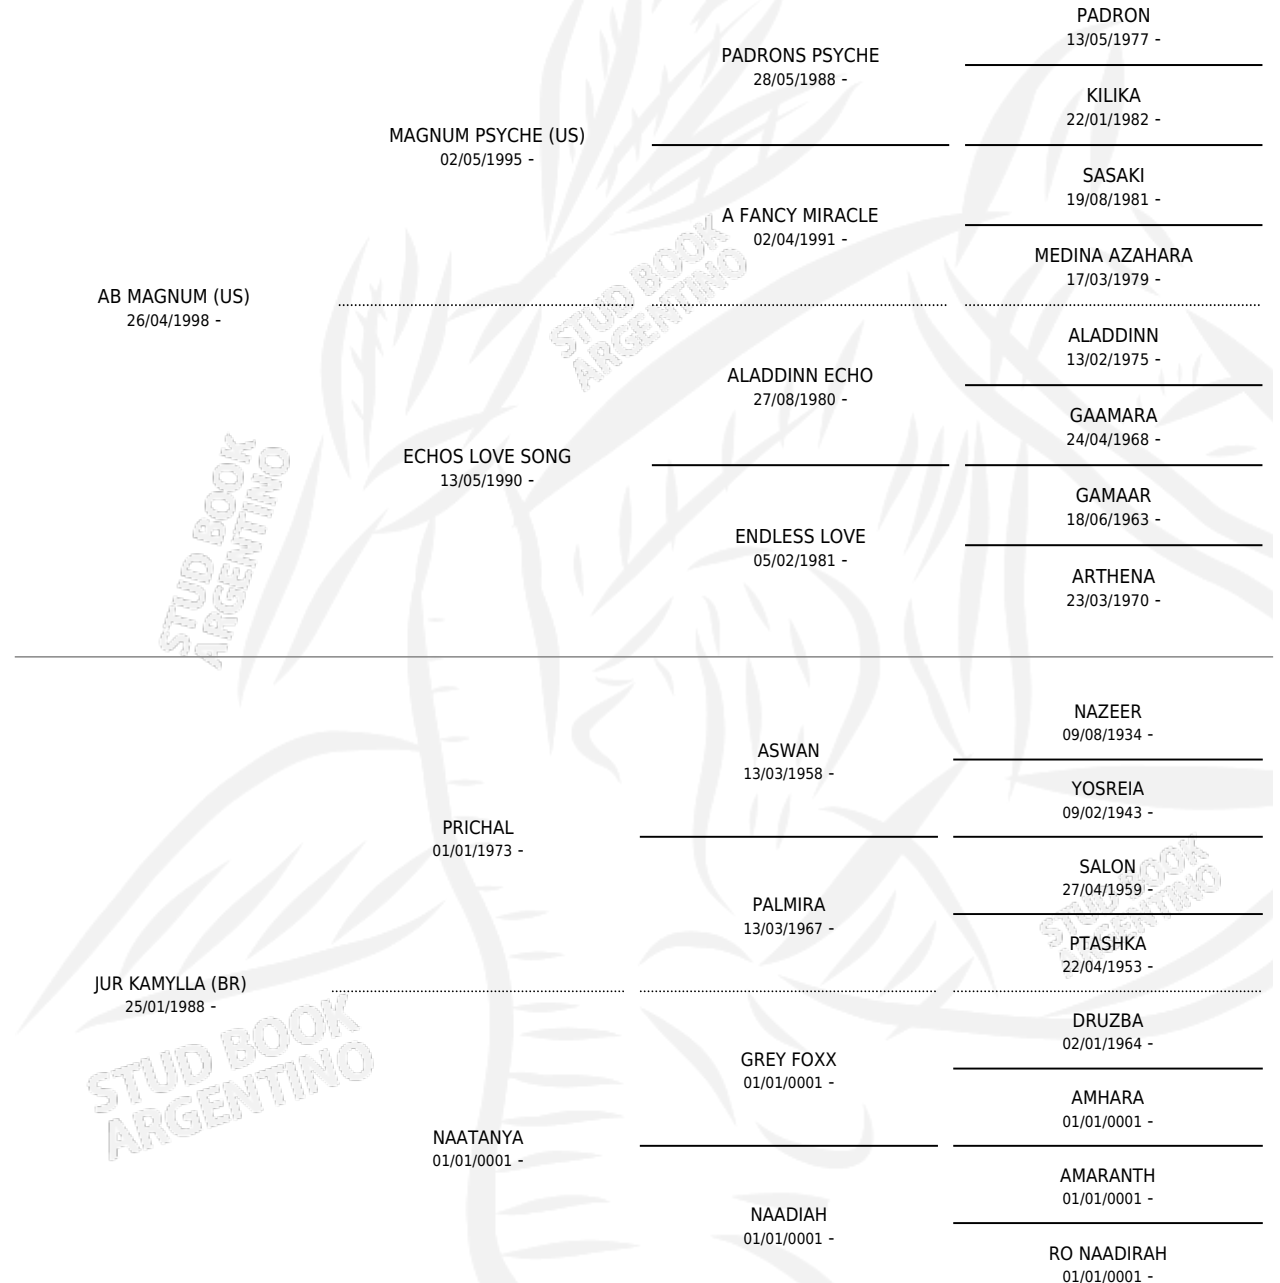 PADRON
13/05/1977 -
PADRONS PSYCHE
28/05/1988 -
KILIKA
22/01/1982 -
MAGNUM PSYCHE (US)
02/05/1995 -
SASAKI
19/08/1981 -
A FANCY MIRACLE
02/04/1991 -
MEDINA AZAHARA
17/03/1979 -
AB MAGNUM (US)
26/04/1998 -
ALADDINN
13/02/1975 -
ALADDINN ECHO
27/08/1980 -
GAAMARA
24/04/1968 -
ECHOS LOVE SONG
13/05/1990 -
GAMAAR
18/06/1963 -
ENDLESS LOVE
05/02/1981 -
ARTHENA
23/03/1970 -
NAZEER
09/08/1934 -
ASWAN
13/03/1958 -
YOSREIA
09/02/1943 -
PRICHAL
01/01/1973 -
SALON
27/04/1959 -
PALMIRA
13/03/1967 -
PTASHKA
22/04/1953 -
JUR KAMYLLA (BR)
25/01/1988 -
DRUZBA
02/01/1964 -
GREY FOXX
01/01/0001 -
AMHARA
01/01/0001 -
NAATANYA
01/01/0001 -
AMARANTH
01/01/0001 -
NAADIAH
01/01/0001 -
RO NAADIRAH
01/01/0001 -
STUD BOOK
ARGENTINO
STUD BOOK
ARGENTINO
STUD BOOK
ARGENTINO
STUD BOOK
ARGENTINO